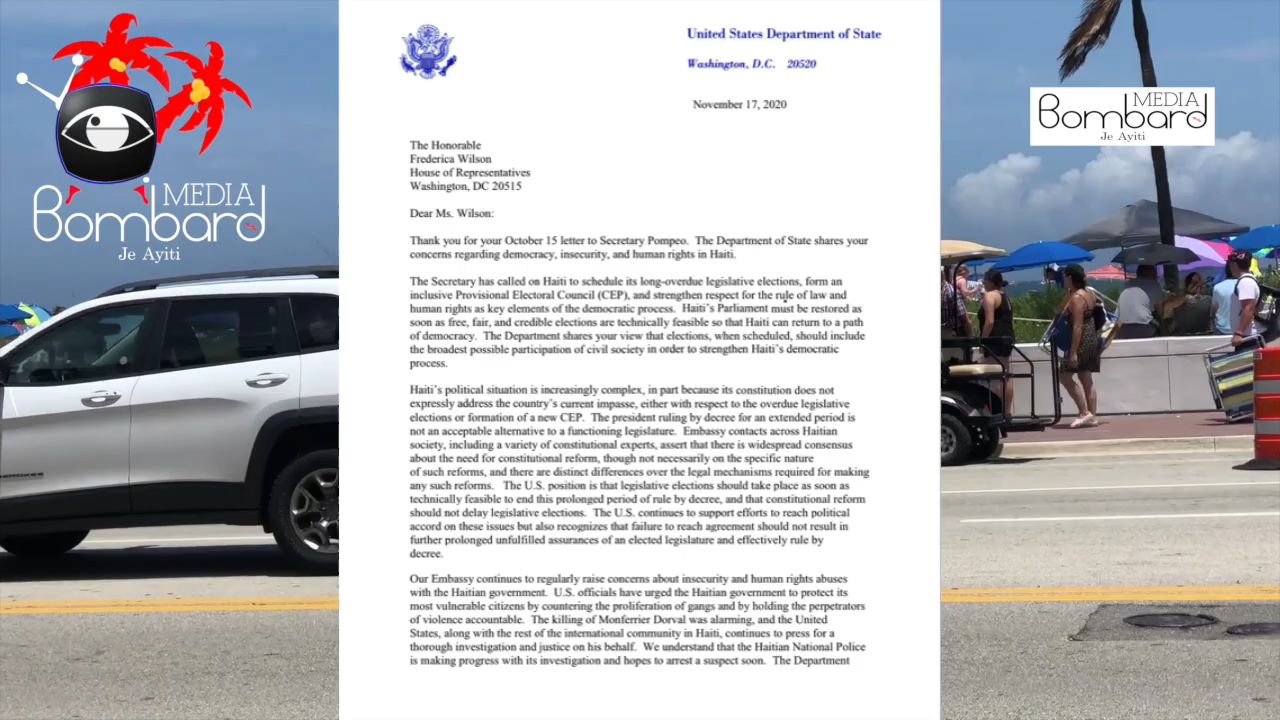 MEDIA
Bombard
Je Ayiti
MEDIA
Bombard
Je Ayiti
United States Department of State
Washington, D.C. 20520
November 17, 2020
The Honorable
Frederica Wilson
House of Representatives
Washington, DC 20515
Dear Ms. Wilson:
Thank you for your October 15 letter to Secretary Pompeo. The Department of State shares your
concerns regarding democracy, insecurity, and human rights in Haiti.
The Secretary has called on Haiti to schedule its long-overdue legislative elections, form an
inclusive Provisional Electoral Council (CEP), and strengthen respect for the rule of law and
human rights as key elements of the democratic process. Haiti's Parliament must be restored as
soon as free, fair, and credible elections are technically feasible so that Haiti can return to a path
of democracy. The Department shares your view that elections, when scheduled, should include
the broadest possible participation of civil society in order to strengthen Haiti's democratic
process.
Haiti's political situation is increasingly complex, in part because its constitution does not
expressly address the country's current impasse, either with respect to the overdue legislative
elections or formation of a new CEP. The president ruling by decree for an extended period is
not an acceptable alternative to a functioning legislature. Embassy contacts across Haitian
society, including a variety of constitutional experts, assert that there is widespread consensus
about the need for constitutional reform, though not necessarily on the specific nature
of such reforms, and there are distinct differences over the legal mechanisms required for making
any such reforms. The U.S. position is that legislative elections should take place as soon as
technically feasible to end this prolonged period of rule by decree, and that constitutional reform
should not delay legislative elections. The U.S. continues to support efforts to reach political
accord on these issues but also recognizes that failure to reach agreement should not result in
further prolonged unfulfilled assurances of an elected legislature and effectively rule by
decree.
Our Embassy continues to regularly raise concerns about insecurity and human rights abuses
with the Haitian government. U.S. officials have urged the Haitian government to protect its
most vulnerable citizens by countering the proliferation of gangs and by holding the perpetrators
of violence accountable. The killing of Monferrier Dorval was alarming, and the United
States, along with the rest of the international community in Haiti, continues to press for a
thorough investigation and justice on his behalf. We understand that the Haitian National Police
is making progress with its investigation and hopes to arrest a suspect soon. The Department